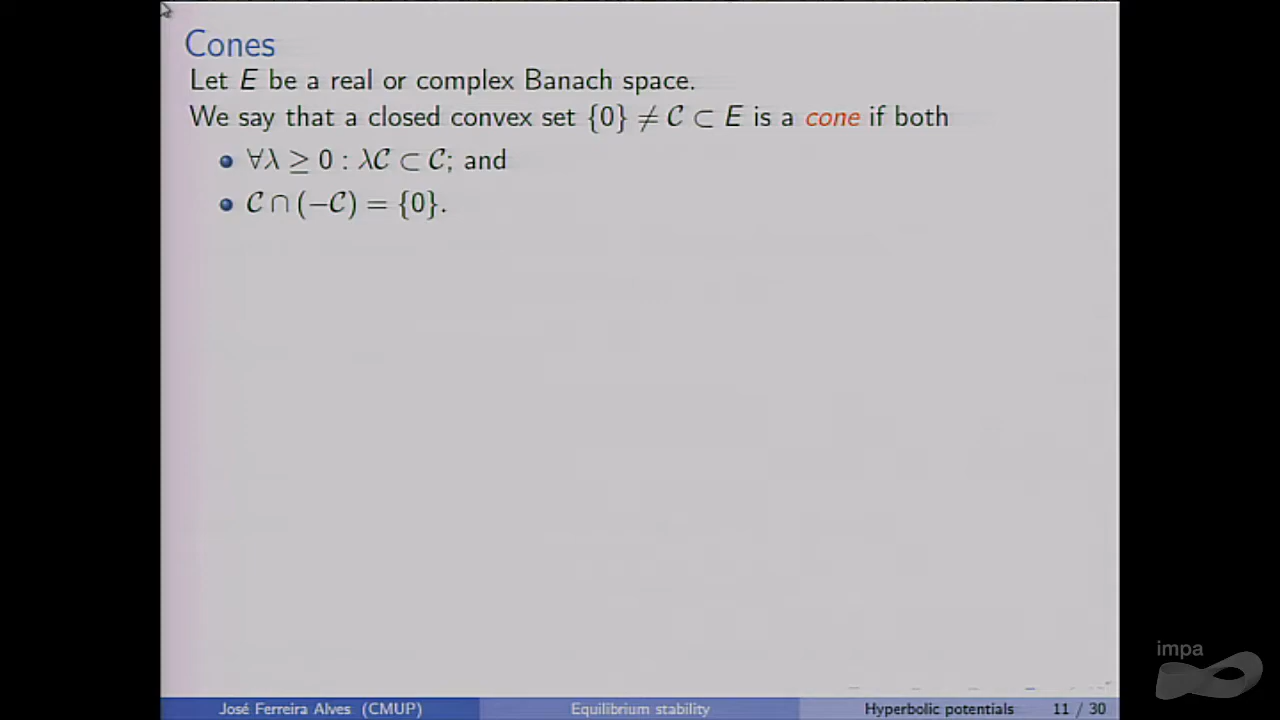 Cones
Let E be a real or complex Banach space.
We say that a closed convex set {0} ≠ C ⊂ E is a cone if both
∀λ ≥ 0 : λC ⊂ C; and
C ∩ (−C) = {0}.
impa
José Ferreira Alves (CMUP) Equilibrium stability Hyperbolic potentials 11 / 30